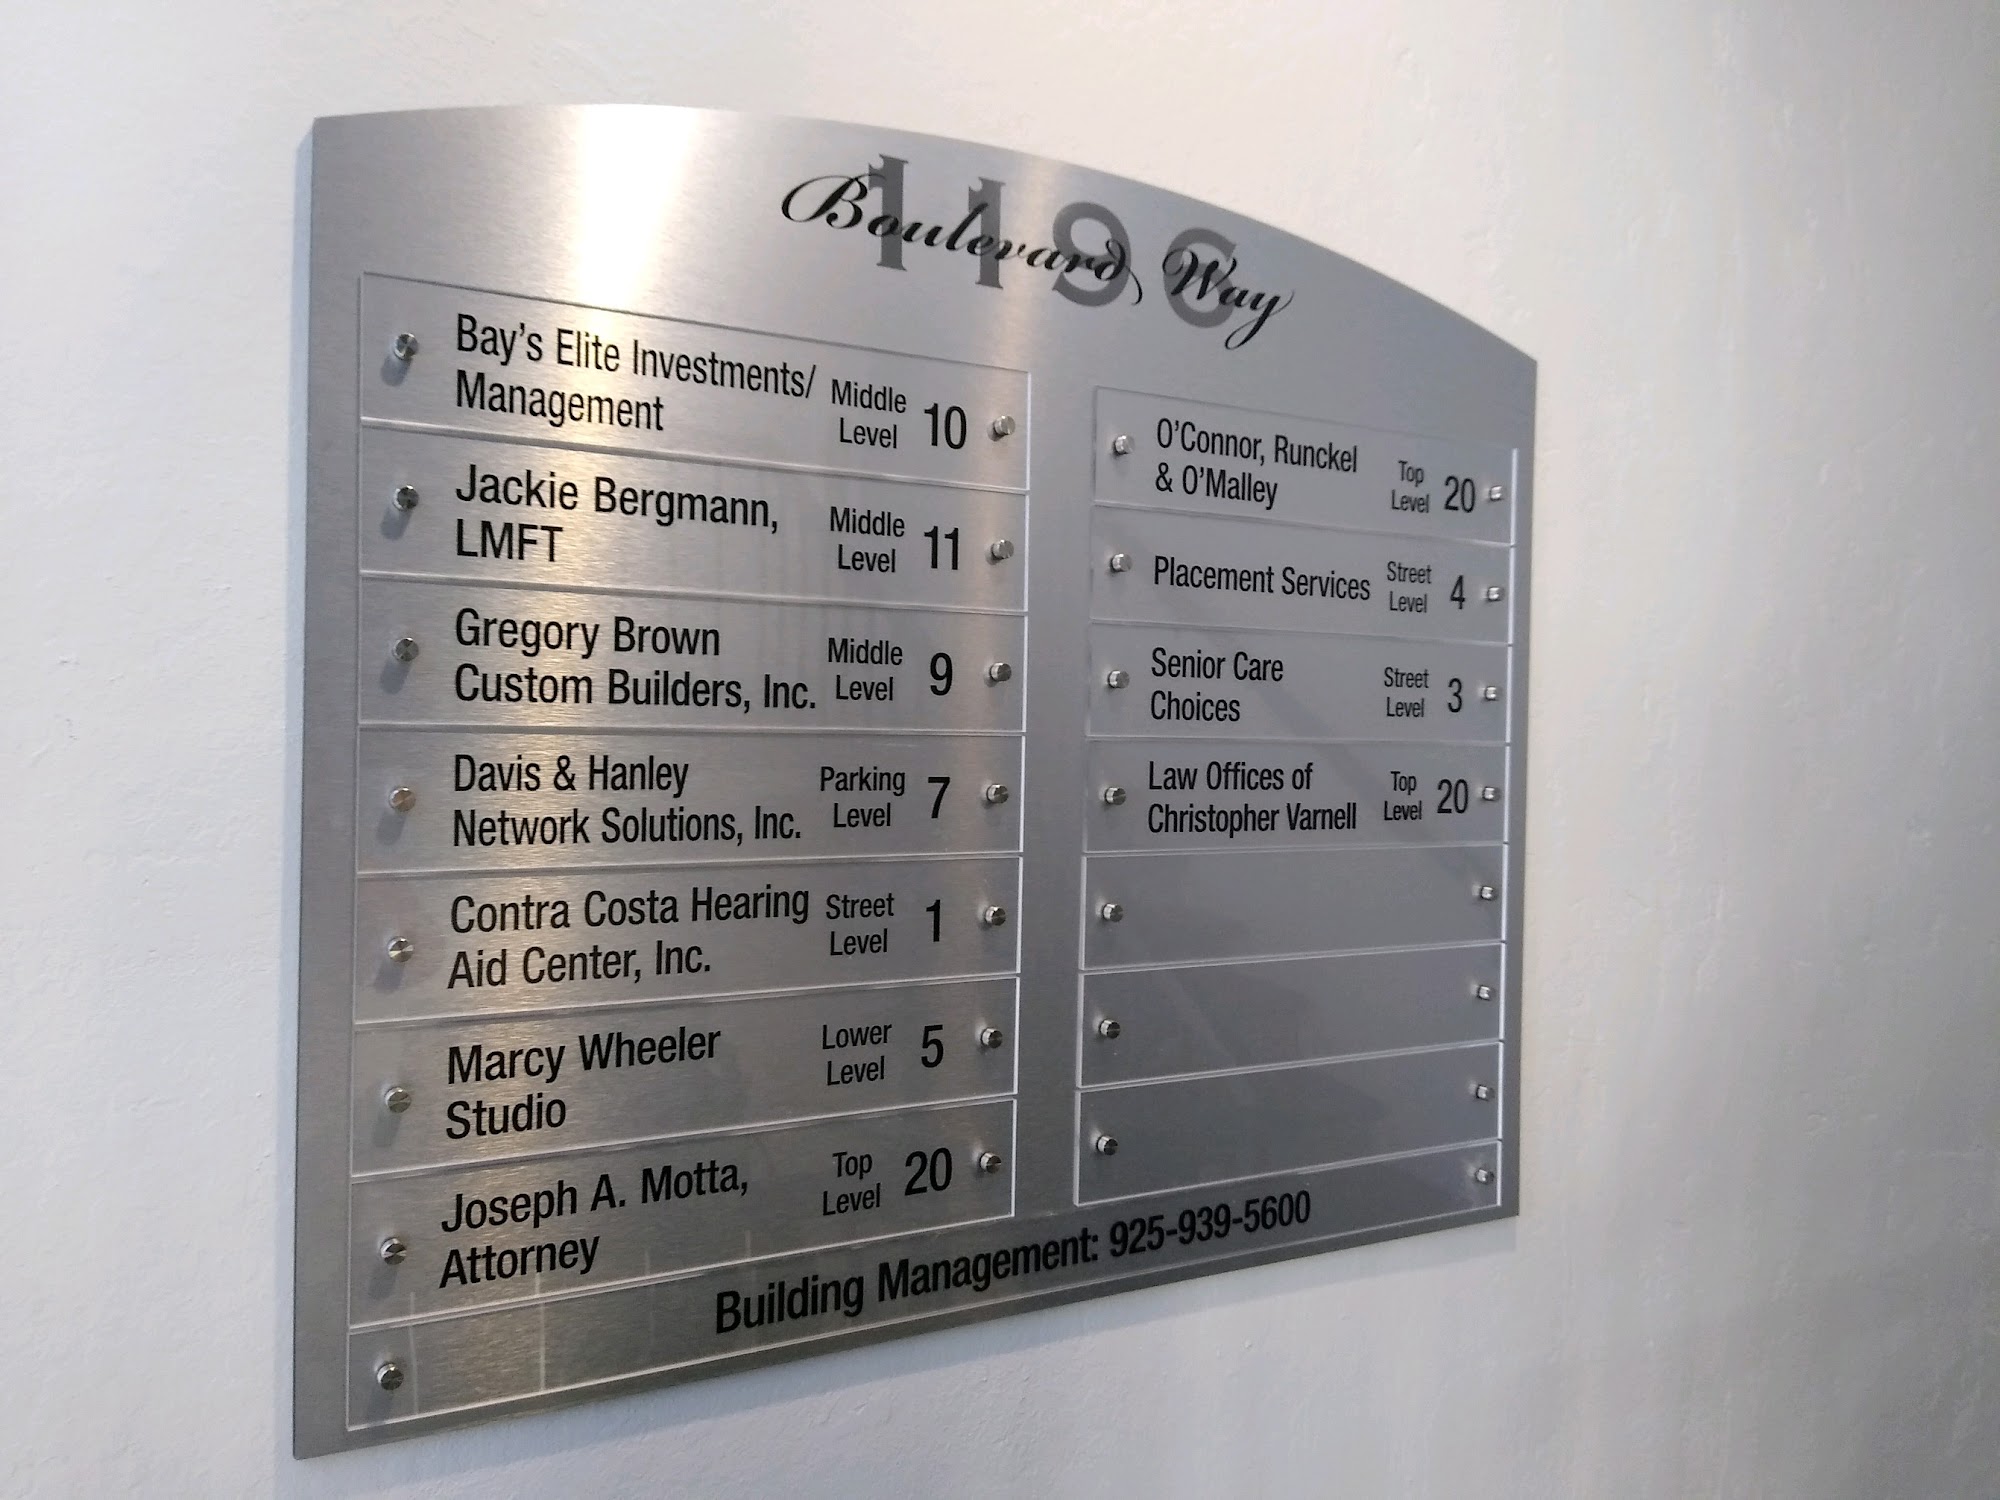 1196
Boulevard Way
Bay's Elite Investments/
Management
Middle
Level
10
Jackie Bergmann,
LMFT
Middle
Level
11
Gregory Brown
Custom Builders, Inc.
Middle
Level
9
Davis & Hanley
Network Solutions, Inc.
Parking
Level
7
Contra Costa Hearing
Aid Center, Inc.
Street
Level
1
Marcy Wheeler
Studio
Lower
Level
5
Joseph A. Motta,
Attorney
Top
Level
20
O'Connor, Runckel
& O'Malley
Top
Level
20
Placement Services
Street
Level
4
Senior Care
Choices
Street
Level
3
Law Offices of
Christopher Varnell
Top
Level
20
Building Management: 925-939-5600